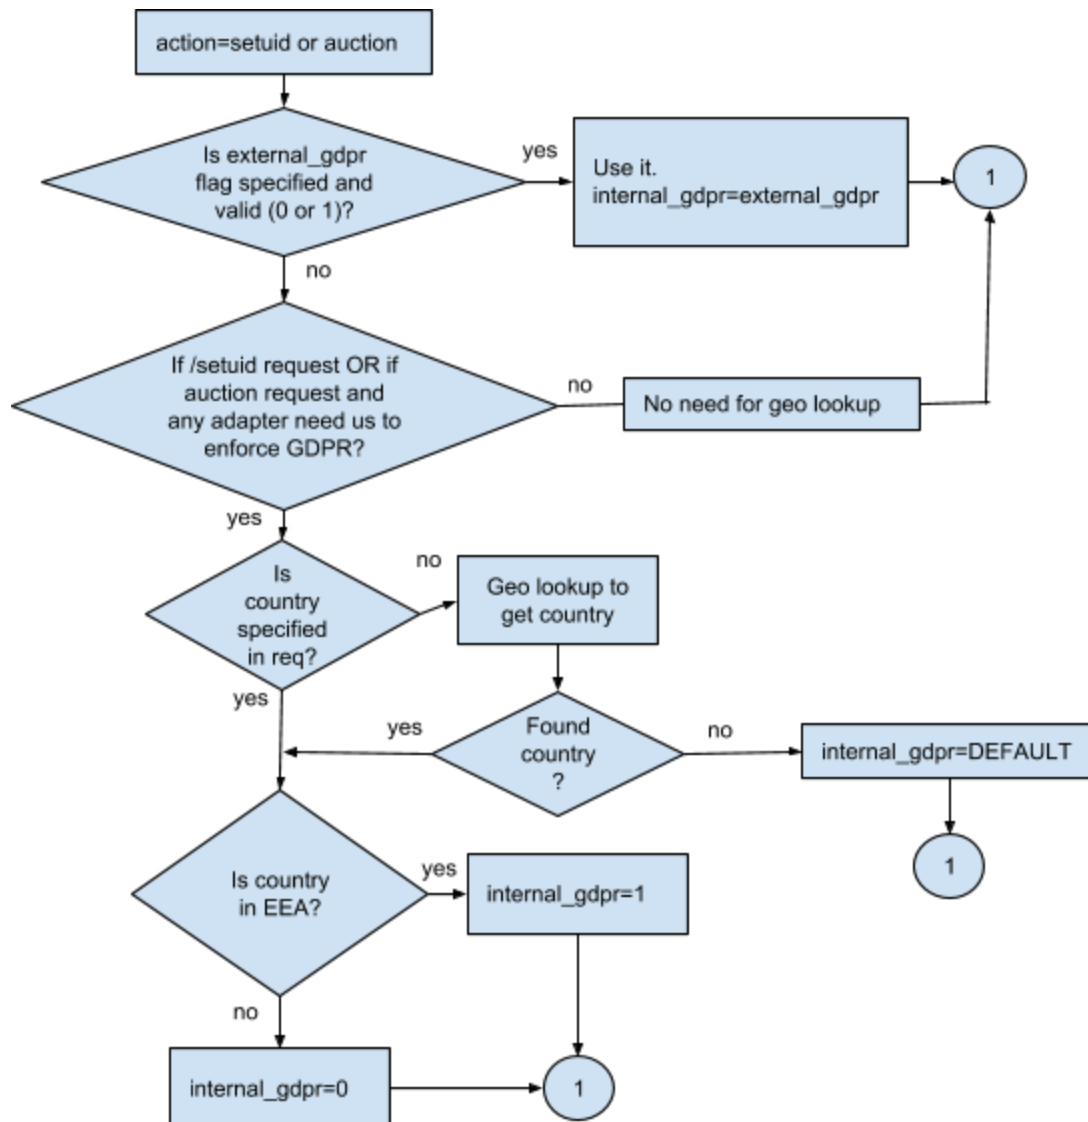 action=setuid or auction
Is external_gdpr
flag specified and
valid (0 or 1)?
yes
Use it.
internal_gdpr=external_gdpr
1
no
If /setuid request OR if
auction request and
any adapter need us to
enforce GDPR?
no
No need for geo lookup
yes
Is
country
specified
in req?
no
Geo lookup to
get country
yes
yes
Found
country
?
no
internal_gdpr=DEFAULT
1
Is country
in EEA?
yes
internal_gdpr=1
no
internal_gdpr=0
1